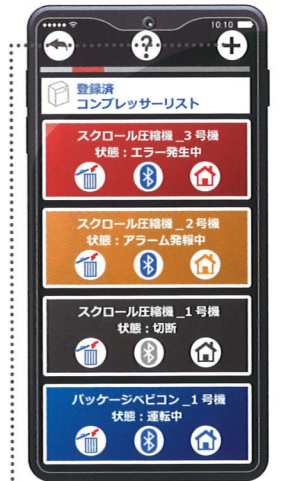 10:10
?
登録済
コンプレッサーリスト
スクロール圧縮機_3号機
状態：エラー発生中
スクロール圧縮機_2号機
状態：アラーム発報中
スクロール圧縮機_1号機
状態：切断
パッケージベビコン_1号機
状態：運転中